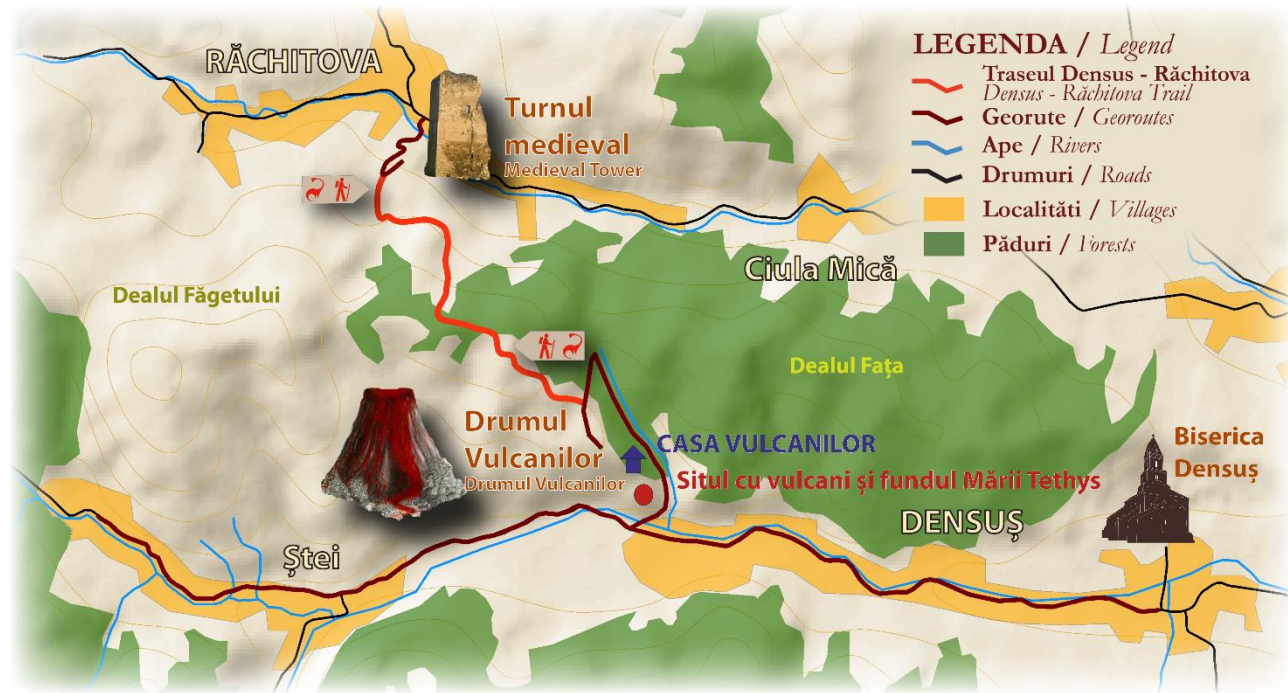 RĂCHITOVA
LEGENDA / Legend
Traseul Densus - Răchitova
Densus - Răchitova Trail
Georute / Georoutes
Ape / Rivers
Drumuri / Roads
Localităti / Villages
Păduri / Forests
Turnul
medieval
Medieval Tower
Ciula Mică
Dealul Făgetului
Dealul Fața
Drumul
Vulcanilor
Drumul Vulcanilor
CASA VULCANILOR
Situl cu vulcani și fundul Mării Tethys
Biserica
Densuș
DENSUȘ
Ștei